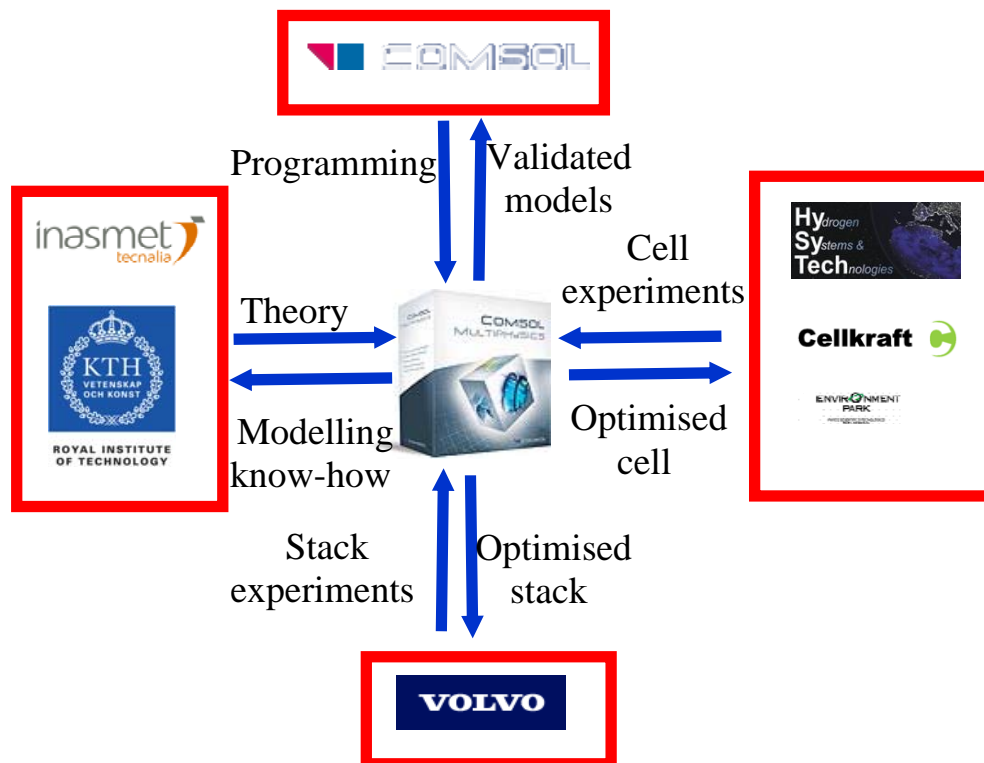 COMSOL
Programming
Validated
models
inasmet
tecnalia
KTH
VETENSKAP
OCH KONST
ROYAL INSTITUTE
OF TECHNOLOGY
Theory
Modelling
know-how
COMSOL
MULTIPHYSICS
Cell
experiments
Optimised
cell
Hydrogen
Systems &
Technologies
Cellkraft
ENVIRONMENT
PARK
Stack
experiments
Optimised
stack
VOLVO